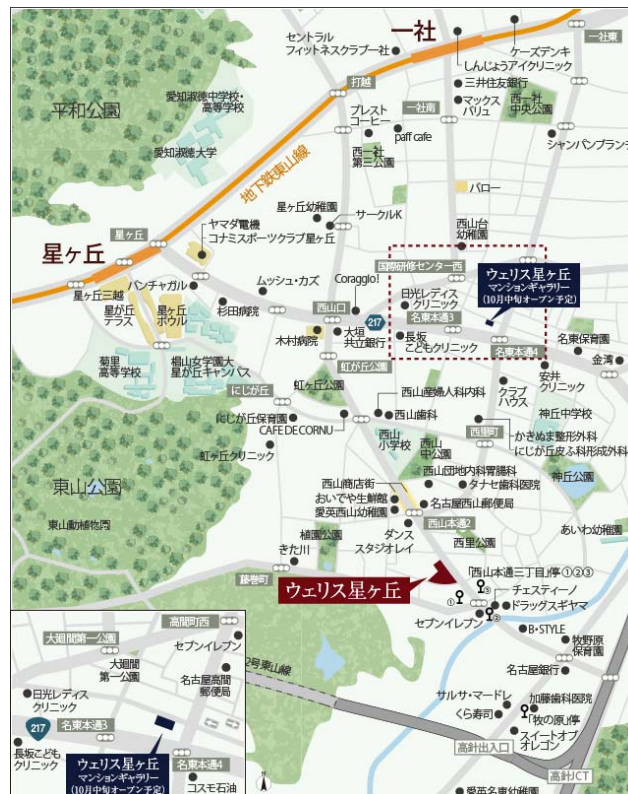 一社
セントラル
フィットネスクラブ一社
ケーズデンキ
一社東
しんじょうアイクリニック
三井住友銀行
打越
愛知淑徳中学校・
高等学校
平和公園
一社南
マックス
バリュ
西一社
中央公園
ブレスト
コーヒー
paff cafe
シャンパンブランチ
愛知淑徳大学
西一社
第三公園
地下鉄東山線
バロー
星ヶ丘幼稚園
サークルK
西山台
幼稚園
星ヶ丘
ヤマダ電機
コナミスポーツクラブ星ヶ丘
星ヶ丘
国際研修センター西
ウェリス星ヶ丘
マンションギャラリー
(10月中旬オープン予定)
星ヶ丘三越
パンチャガル
ムッシュ・カズ
Coraggio!
日光レディス
クリニック
星が丘
テラス
星ヶ丘
ボウル
杉田病院
西山口
217
名東本通3
木村病院
大垣
共立銀行
長坂
こどもクリニック
名東本通4
名東保育園
金湾
菊里
高等学校
椙山女学園大
星が丘キャンパス
虹が丘公園
安井
クリニック
にじが丘
虹ヶ丘公園
西山産婦人科内科
クラブ
ハウス
神丘中学校
にじが丘保育園
CAFE DE CORNU
西山歯科
西里町
かきぬま整形外科
にじが丘皮ふ科形成外科
虹ヶ丘クリニック
西山
小学校
西山
中公園
神丘公園
東山公園
西山団地内科胃腸科
タナセ歯科医院
西山商店街
おいでや生鮮館
愛英西山幼稚園
名古屋西山郵便局
東山動植物園
植園公園
ダンス
スタジオレイ
西山本通2
あいわ幼稚園
きた川
西里公園
藤巻町
「西山本通三丁目」停①②③
ウェリス星ヶ丘
①
③
②
チェスティーノ
ドラッグスギヤマ
セブンイレブン
B・STYLE
牧野原
保育園
名古屋銀行
2号東山線
サルサ・マードレ
くら寿司
加藤歯科医院
「牧の原」停
スイートオブ
オレゴン
高針出入口
高針JCT
愛英名東幼稚園
高間町西
大廻間第一公園
セブンイレブン
大廻間
第一公園
名古屋高間
郵便局
日光レディス
クリニック
217
名東本通3
長坂こども
クリニック
ウェリス星ヶ丘
マンションギャラリー
(10月中旬オープン予定)
名東本通4
コスモ石油